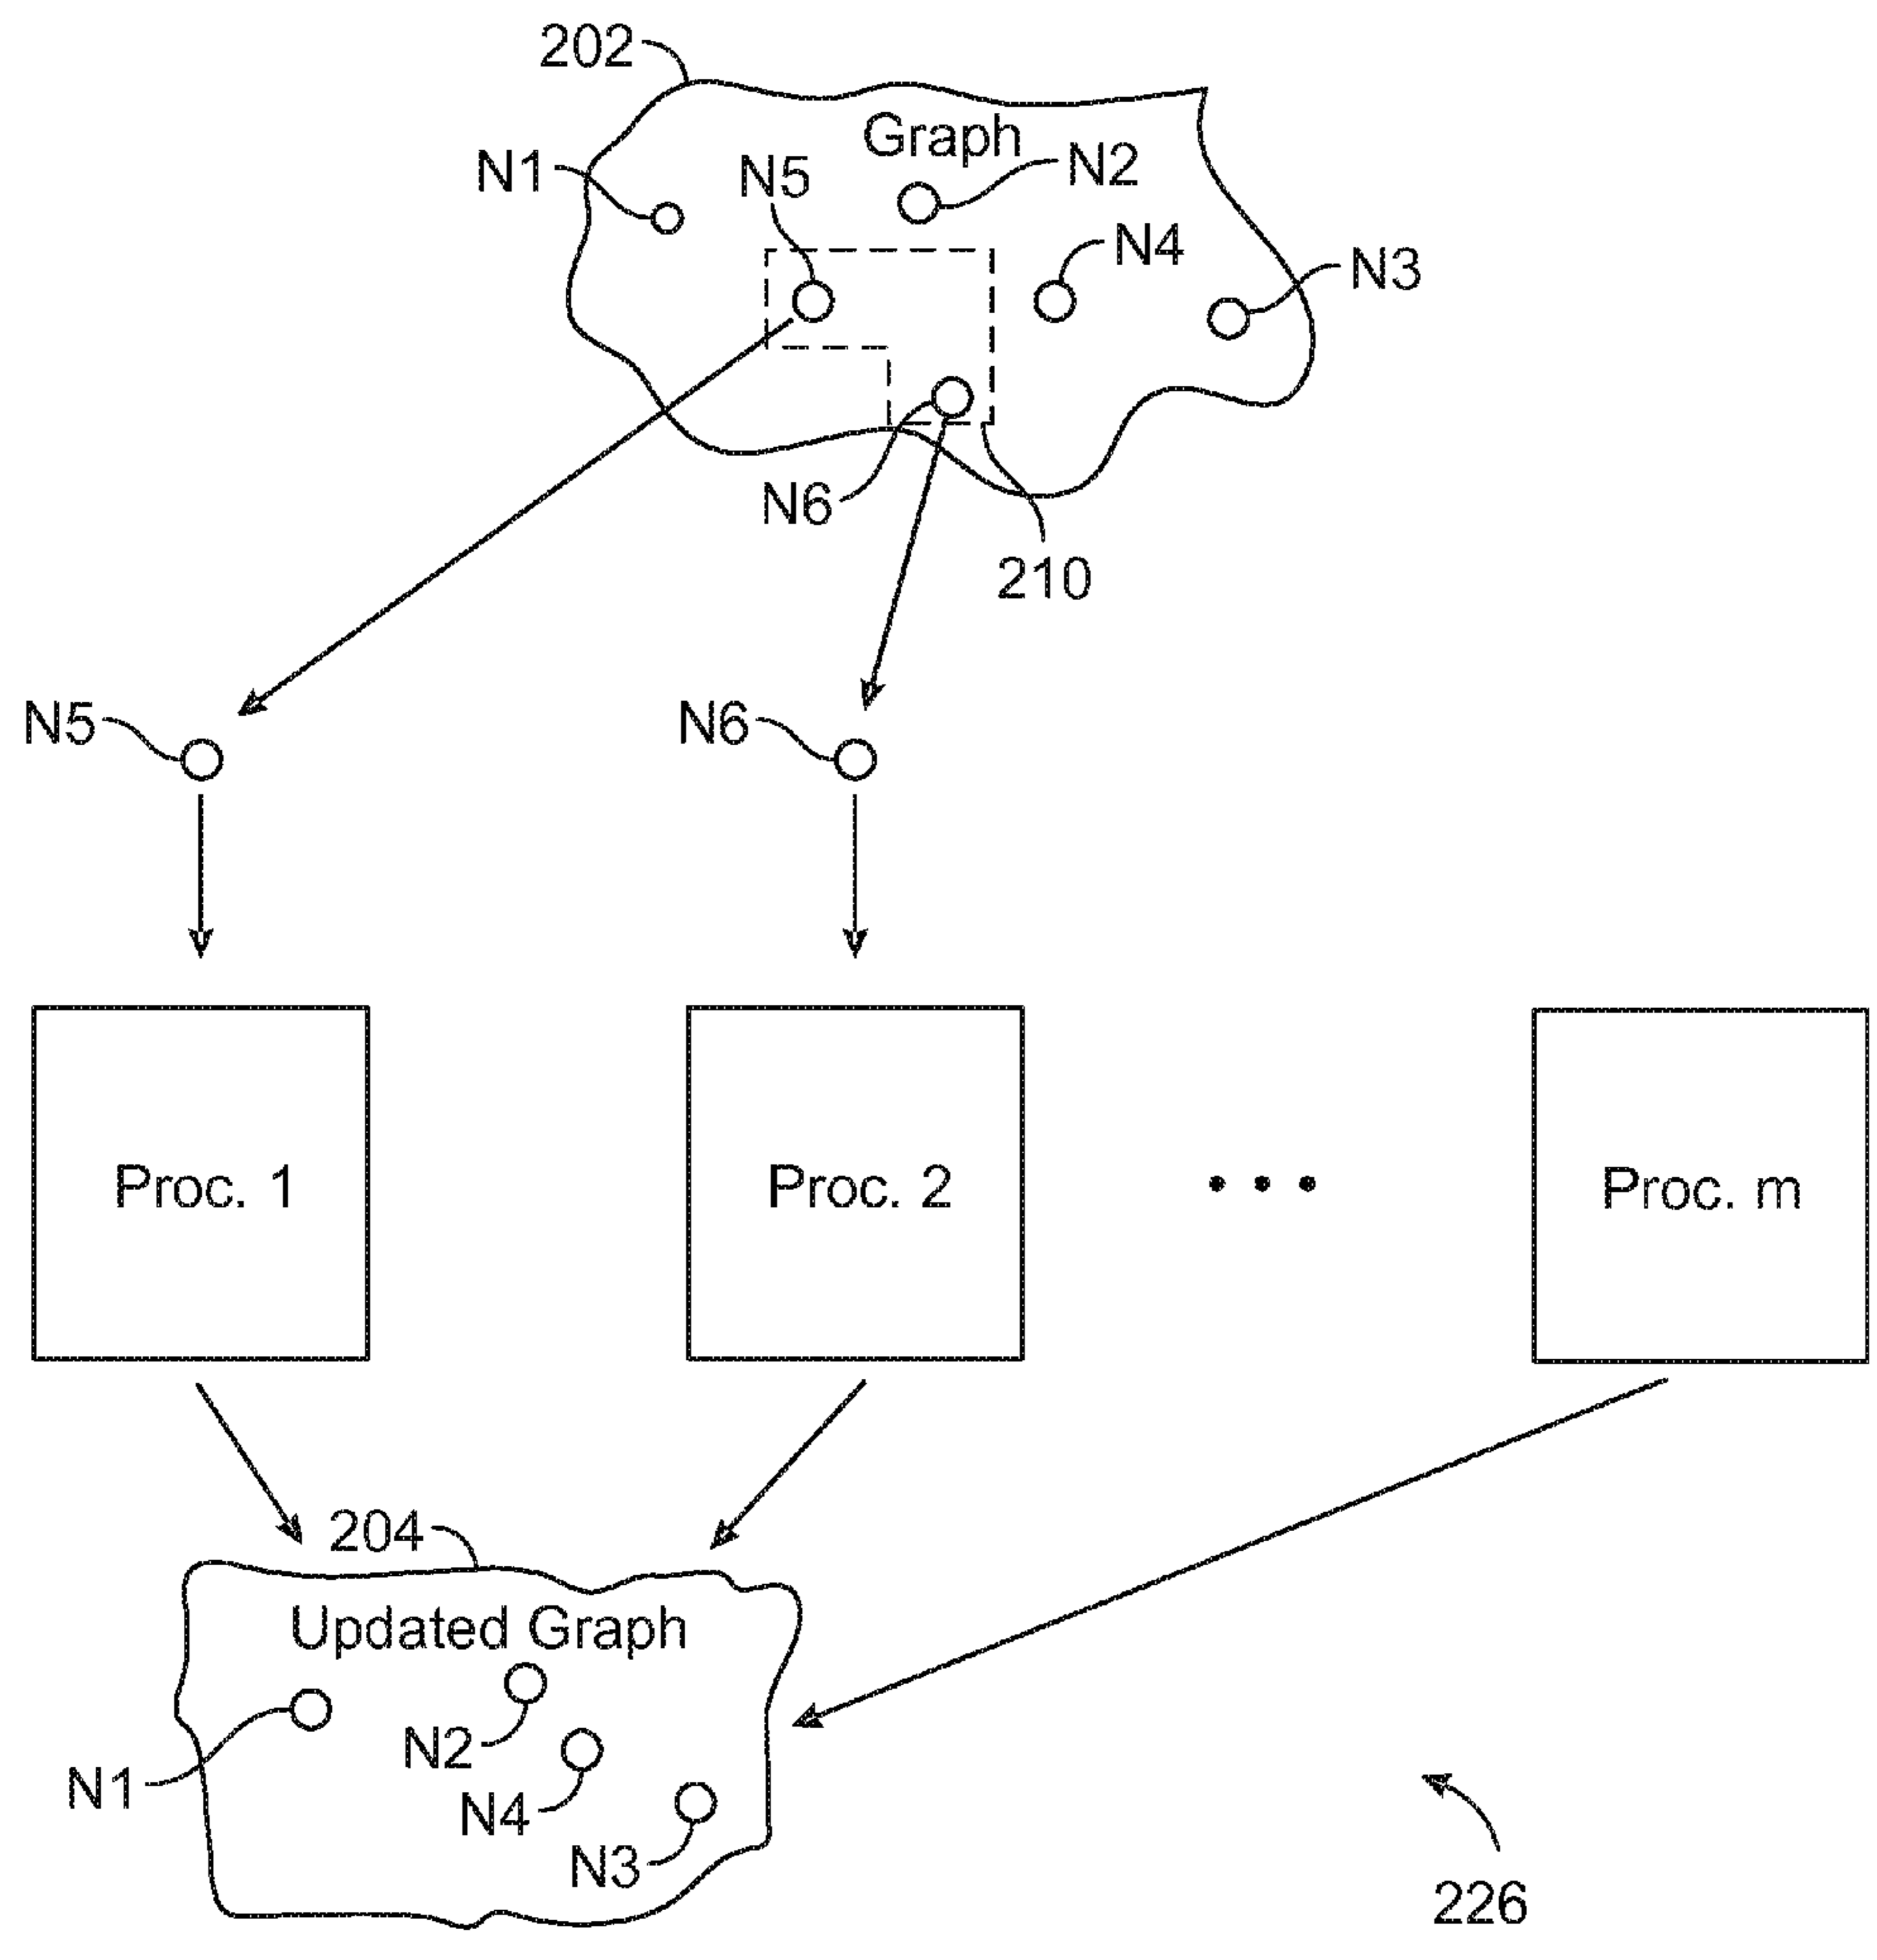 202
Graph
N1
N5
N2
N4
N3
N6
210
N5
N6
Proc. 1
Proc. 2
• • •
Proc. m
204
Updated Graph
N1
N2
N4
N3
226